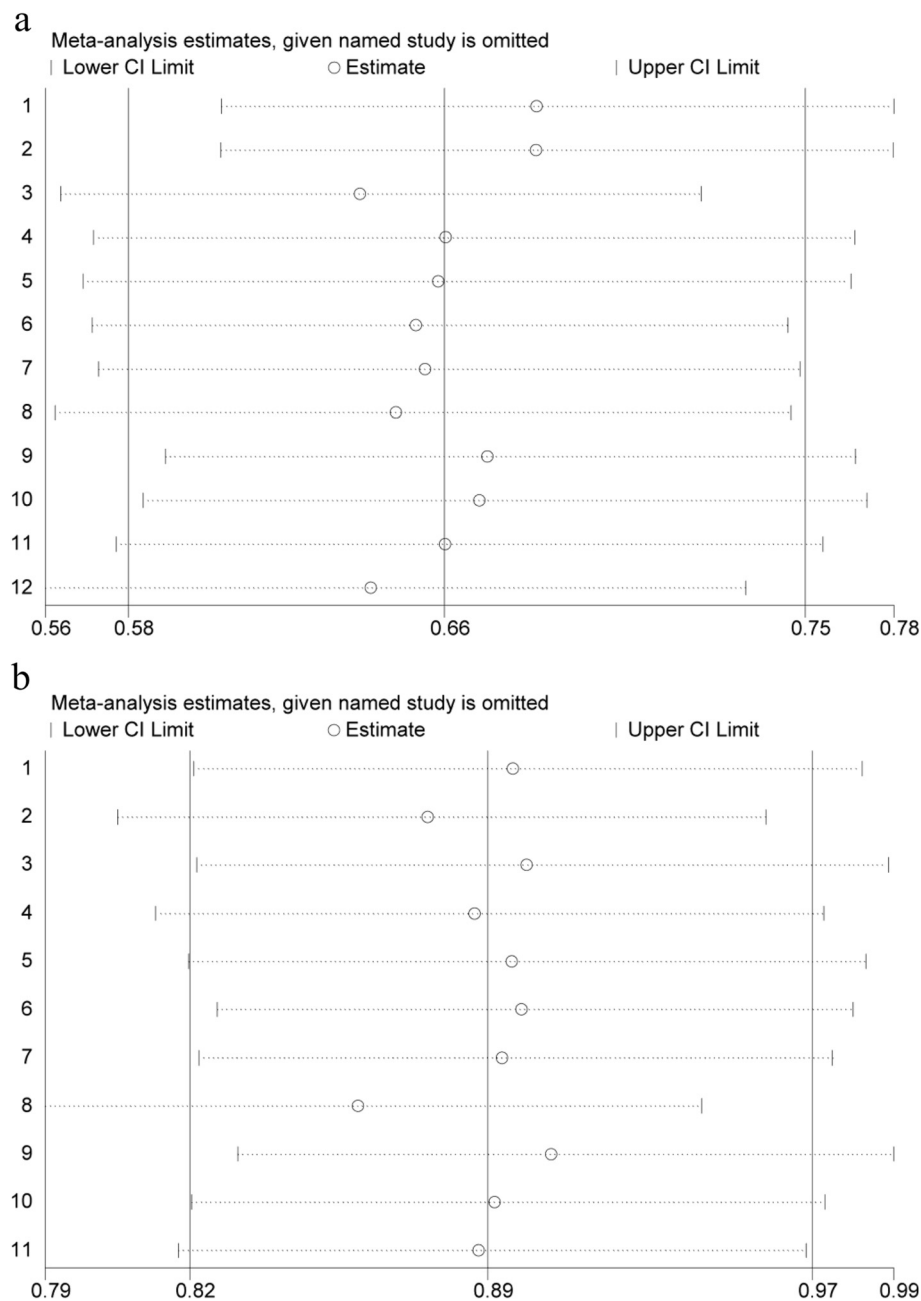 a
Meta-analysis estimates, given named study is omitted
Lower CI Limit Estimate Upper CI Limit
1
2
3
4
5
6
7
8
9
10
11
12
0.56 0.58 0.66 0.75 0.78
b
Meta-analysis estimates, given named study is omitted
Lower CI Limit Estimate Upper CI Limit
1
2
3
4
5
6
7
8
9
10
11
0.79 0.82 0.89 0.97 0.99